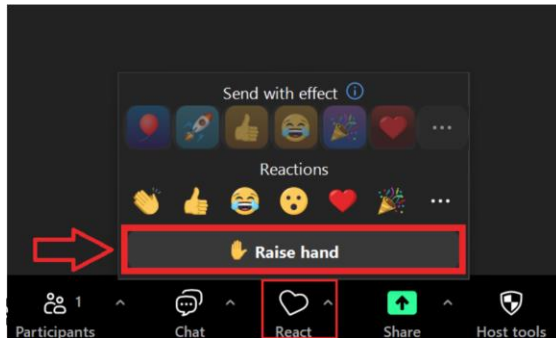 Send with effect
Reactions
Raise hand
1
Participants Chat React Share Host tools